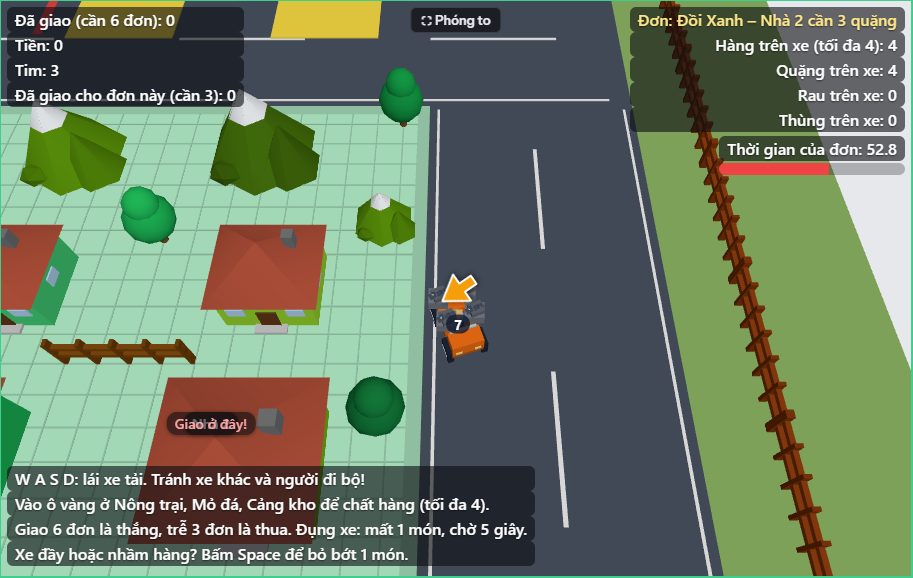 Đã giao (cần 6 đơn): 0
Tiền: 0
Tim: 3
Đã giao cho đơn này (cần 3): 0
Phóng to
Đơn: Đồi Xanh – Nhà 2 cần 3 quặng
Hàng trên xe (tối đa 4): 4
Quặng trên xe: 4
Rau trên xe: 0
Thùng trên xe: 0
Thời gian của đơn: 52.8
7
Giao ở đây!
W A S D: lái xe tải. Tránh xe khác và người đi bộ!
Vào ô vàng ở Nông trại, Mỏ đá, Cảng kho để chất hàng (tối đa 4).
Giao 6 đơn là thắng, trễ 3 đơn là thua. Đụng xe: mất 1 món, chờ 5 giây.
Xe đầy hoặc nhầm hàng? Bấm Space để bỏ bớt 1 món.